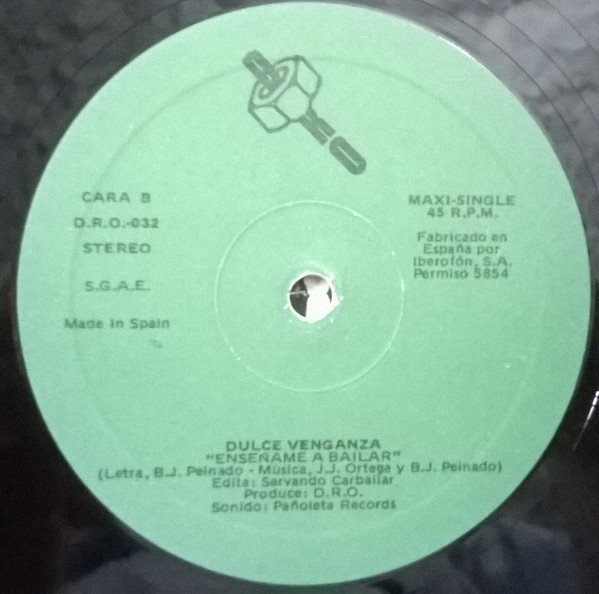 CARA B
D.R.O.-032
STEREO
S.G.A.E.
Made in Spain
MAXI-SINGLE
45 R.P.M.
Fabricado en
España por
Iberofón, S.A.
Permiso 5854
DULCE VENGANZA
"ENSEÑAME A BAILAR"
(Letra, B.J. Peinado - Música, J.J. Ortega y B.J. Peinado)
Edita: Servando Carballar
Produce: D.R.O.
Sonido: Pañoleta Records